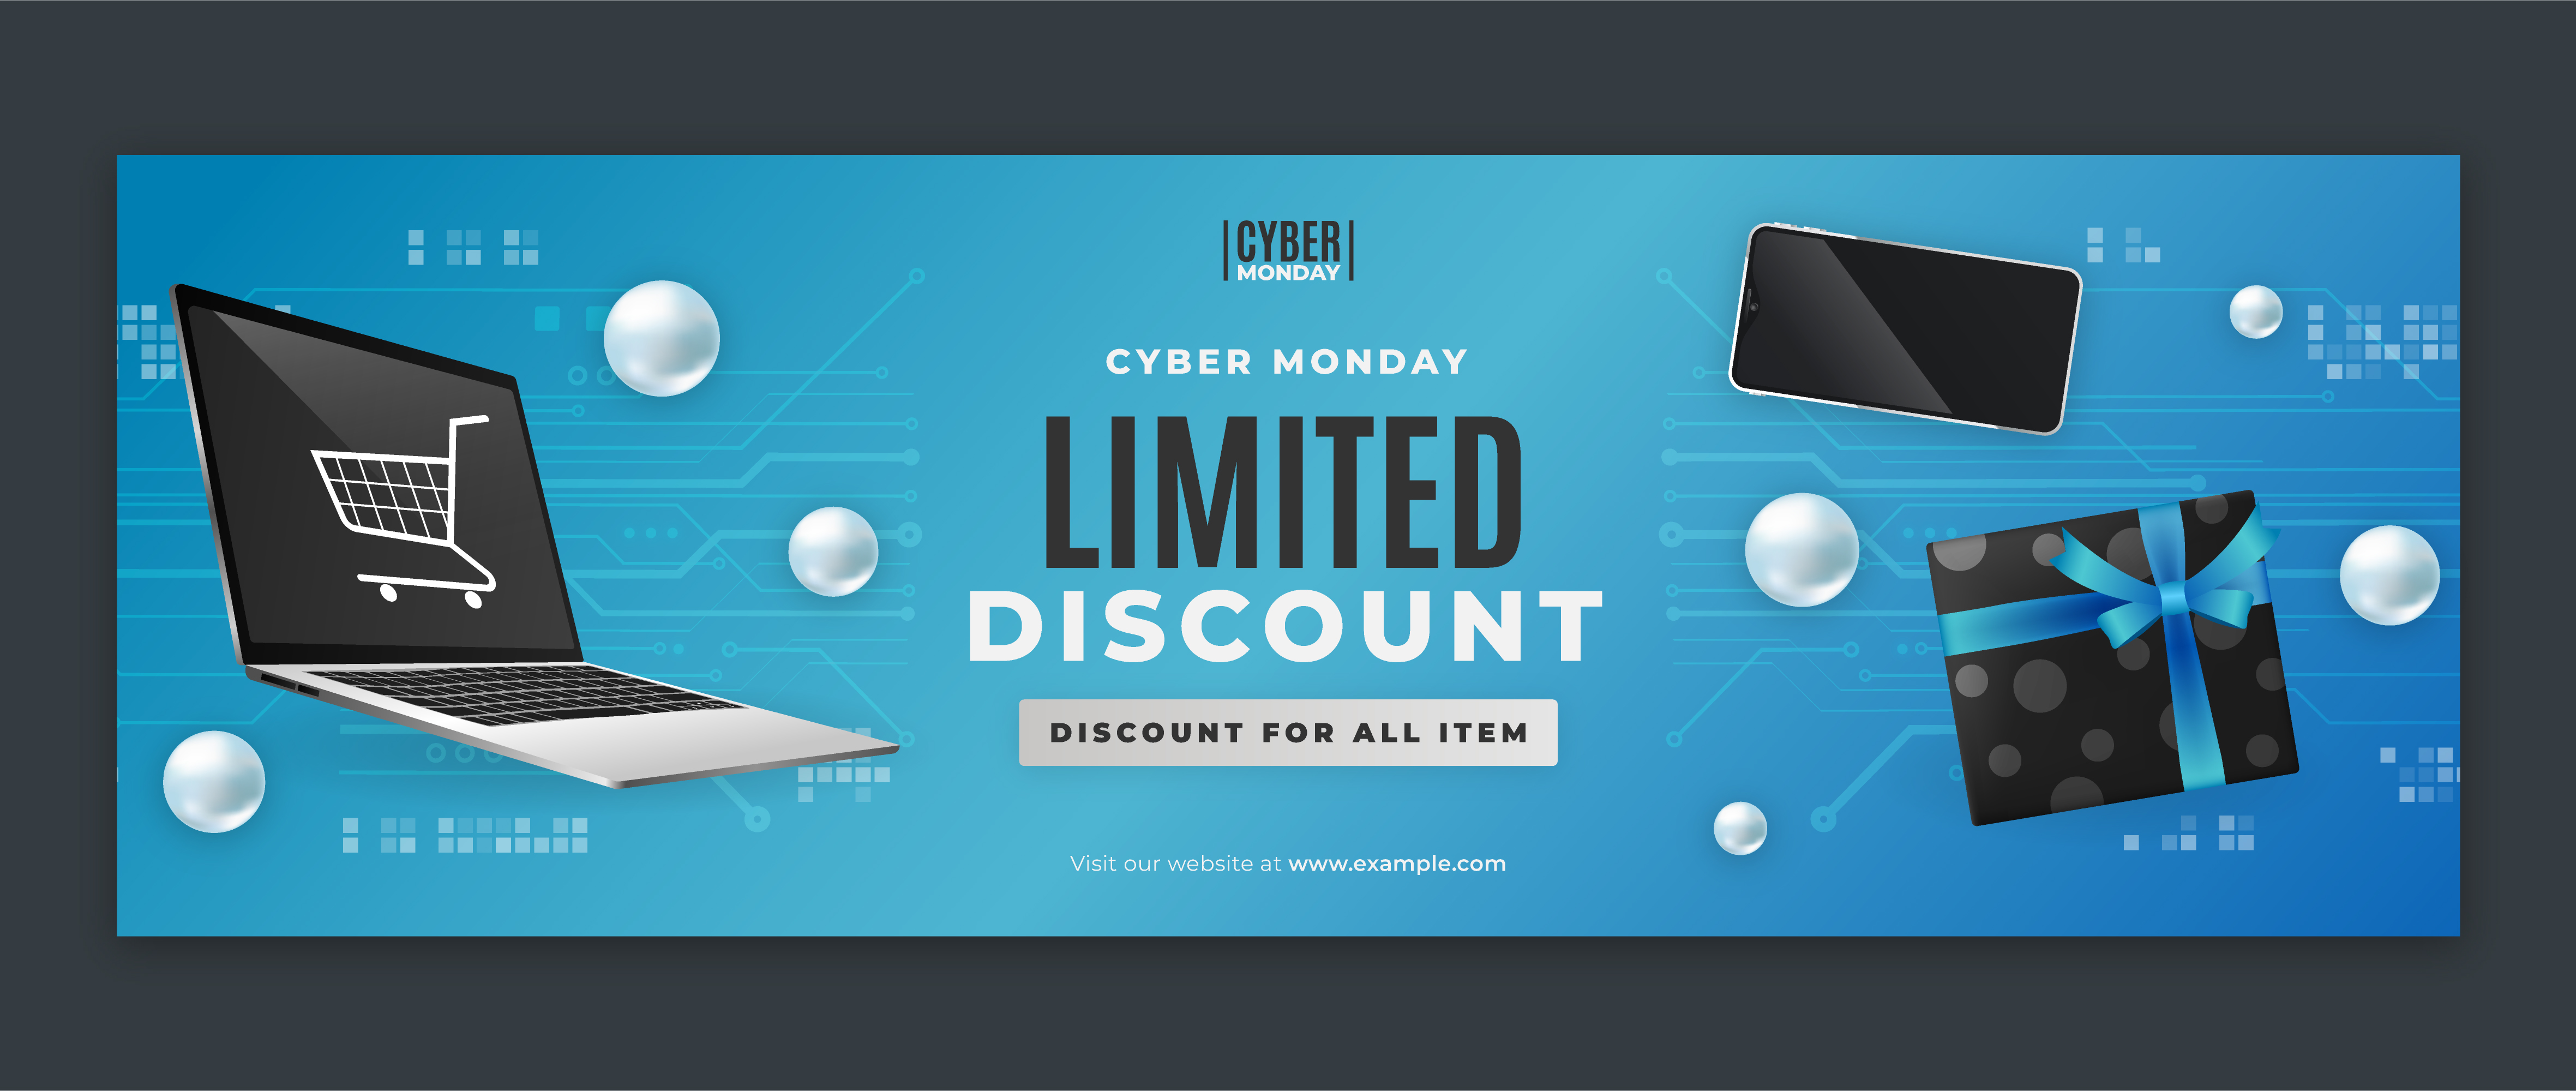 CYBER
MONDAY
CYBER MONDAY
LIMITED
DISCOUNT
DISCOUNT FOR ALL ITEM
Visit our website at www.example.com